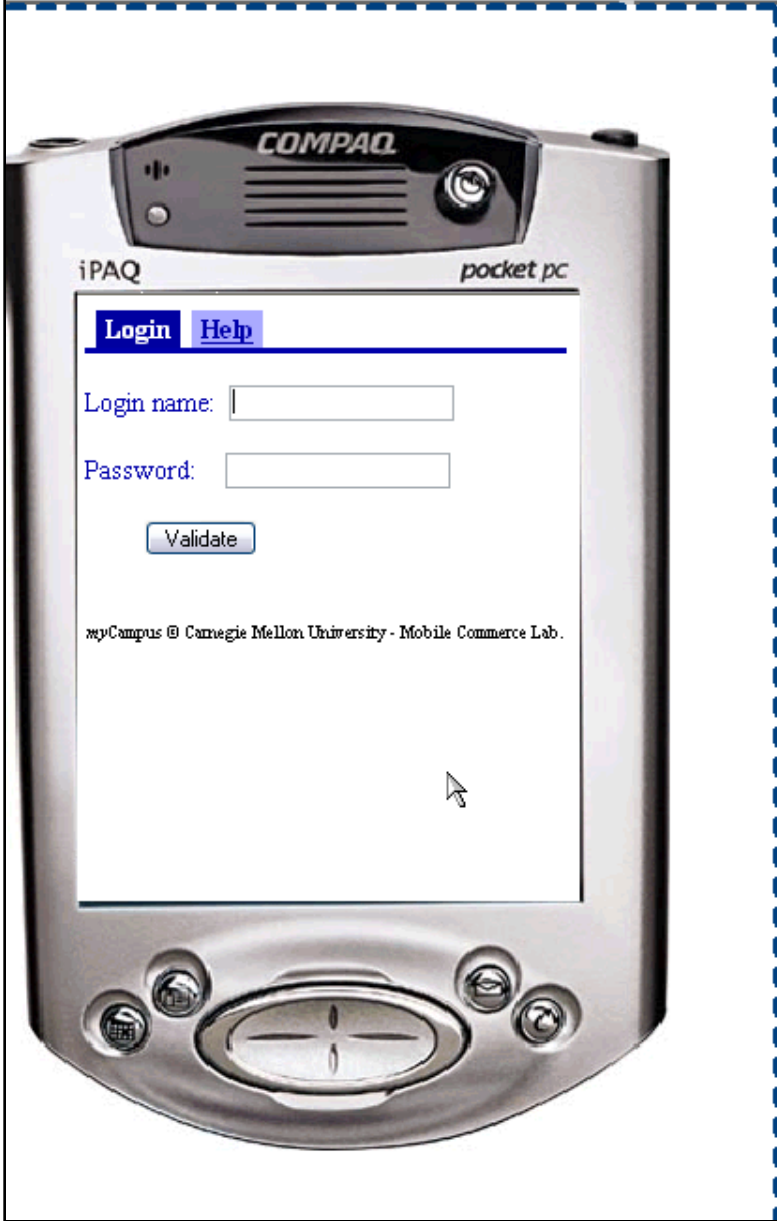 COMPAQ
iPAQ pocket pc
Login Help
Login name:
Password:
Validate
myCampus © Carnegie Mellon University - Mobile Commerce Lab.